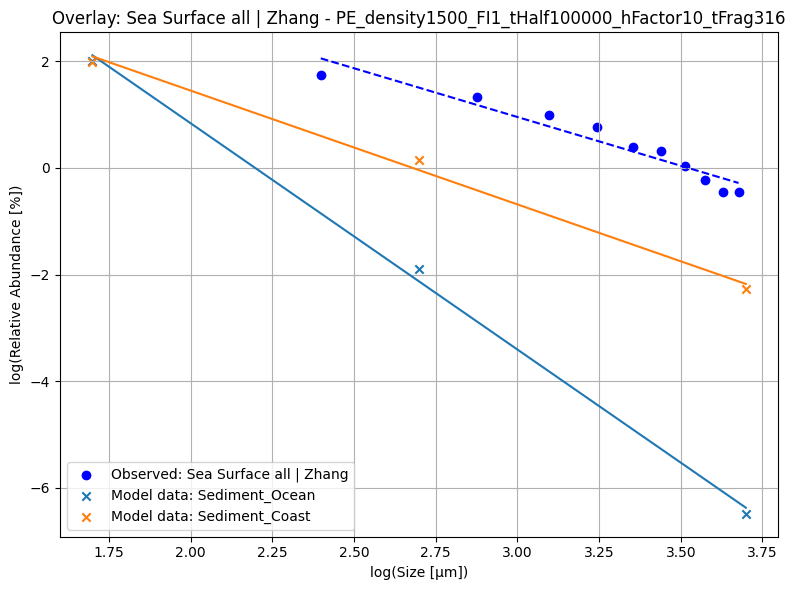 Overlay: Sea Surface all | Zhang - PE_density1500_FI1_tHalf100000_hFactor10_tFrag316
log(Relative Abundance [%])
2
0
−2
−4
−6
Observed: Sea Surface all | Zhang
Model data: Sediment_Ocean
Model data: Sediment_Coast
1.75 2.00 2.25 2.50 2.75 3.00 3.25 3.50 3.75
log(Size [µm])